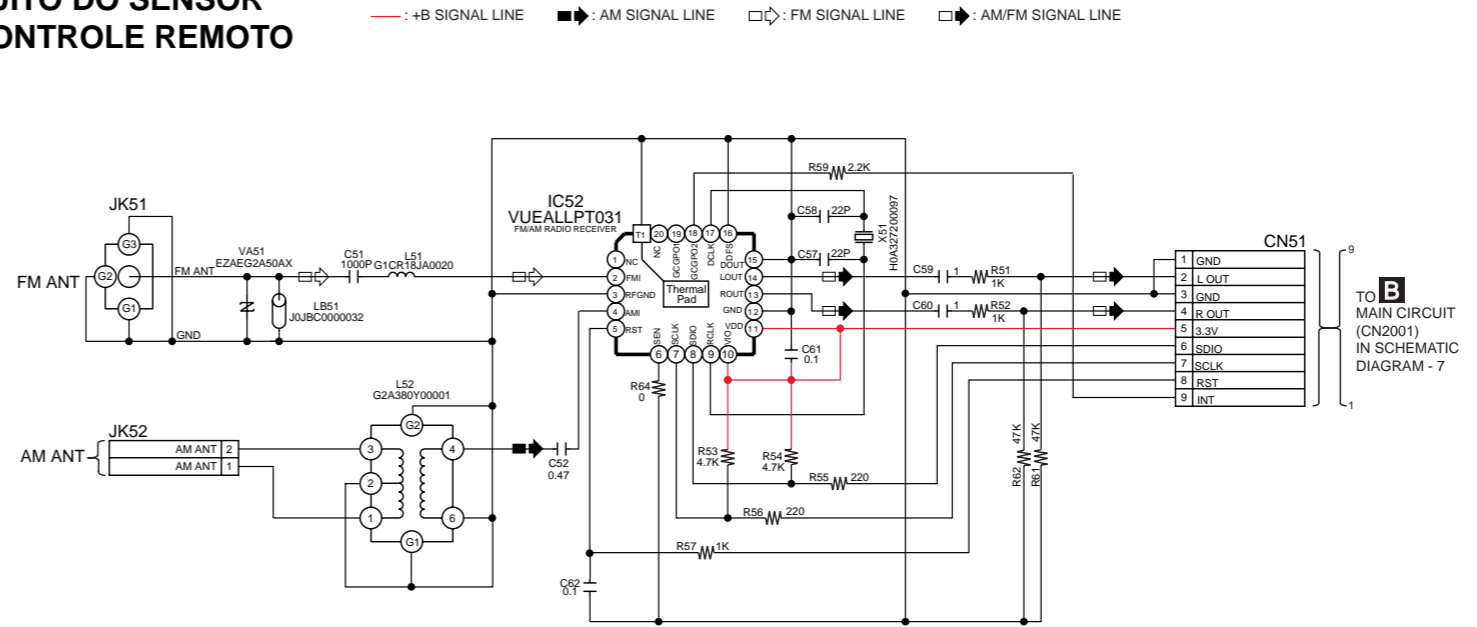 UITO DO SENSOR
ONTROLE REMOTO
: +B SIGNAL LINE
: AM SIGNAL LINE
: FM SIGNAL LINE
: AM/FM SIGNAL LINE
JK51
G3
G2
G1
FM ANT
FM ANT
GND
VA51
EZAEG2A50AX
LB51
J0JBC0000032
C51
1000P
L51
G1CR18JA0020
IC52
VUEALLPT031
FM/AM RADIO RECEIVER
T1
20
19
18
17
16
NC
GCGPO1
GCGPO2
DCLK
DFS
1
NC
2
FMI
3
RFGND
4
AMI
5
RST
Thermal
Pad
DOUT
15
LOUT
14
ROUT
13
GND
12
VDD
11
SEN
SCLK
SDIO
RCLK
VIO
6
7
8
9
10
R59
2.2K
C58
22P
C57
22P
X51
H0A327200097
C59
1
R51
1K
C60
1
R52
1K
C61
0.1
R64
0
R53
4.7K
R54
4.7K
R55
220
R56
220
R57
1K
C62
0.1
R62
47K
R61
47K
L52
G2A380Y00001
G2
3
4
2
1
6
G1
C52
0.47
AM ANT
JK52
AM ANT 2
AM ANT 1
CN51
1 GND
2 L OUT
3 GND
4 R OUT
5 3.3V
6 SDIO
7 SCLK
8 RST
9 INT
9
1
TO B
MAIN CIRCUIT
(CN2001)
IN SCHEMATIC
DIAGRAM - 7